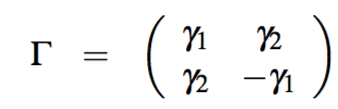 Γ = ( γ₁ γ₂
γ₂ −γ₁ )